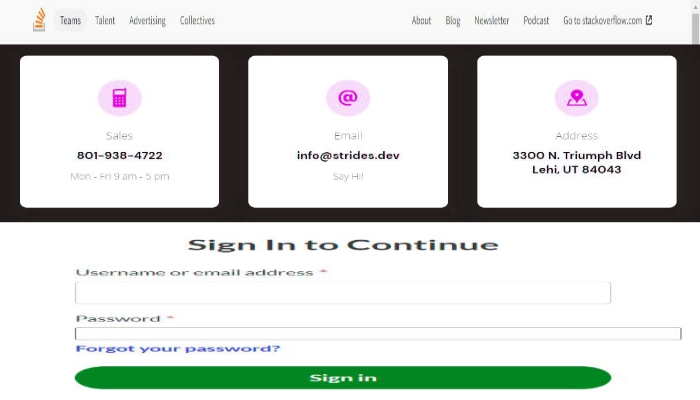 Teams Talent Advertising Collectives About Blog Newsletter Podcast Go to stackoverflow.com
Sales
801-938-4722
Mon - Fri 9 am - 5 pm
@
Email
info@strides.dev
Say Hi!
Address
3300 N. Triumph Blvd
Lehi, UT 84043
Sign In to Continue
Username or email address *
Password *
Forgot your password?
Sign in